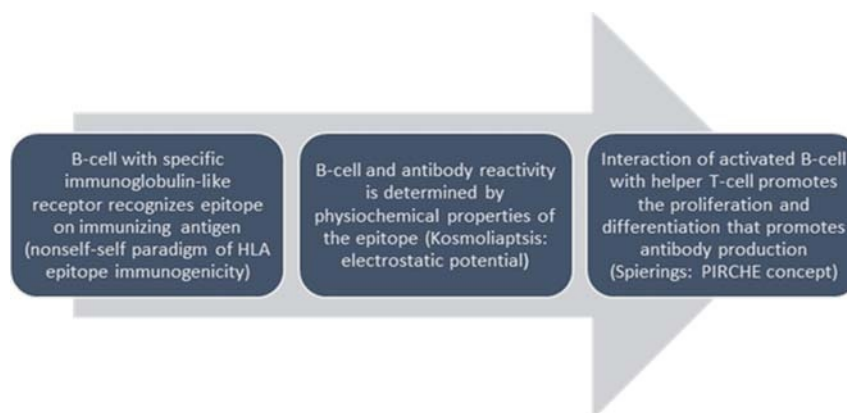 B-cell with specific
immunoglobulin-like
receptor recognizes epitope
on immunizing antigen
(nonself-self paradigm of HLA
epitope immunogenicity)
B-cell and antibody reactivity
is determined by
physiochemical properties of
the epitope (Kosmoliaptsis:
electrostatic potential)
Interaction of activated B-cell
with helper T-cell promotes
the proliferation and
differentiation that promotes
antibody production
(Spierings: PIRCHE concept)